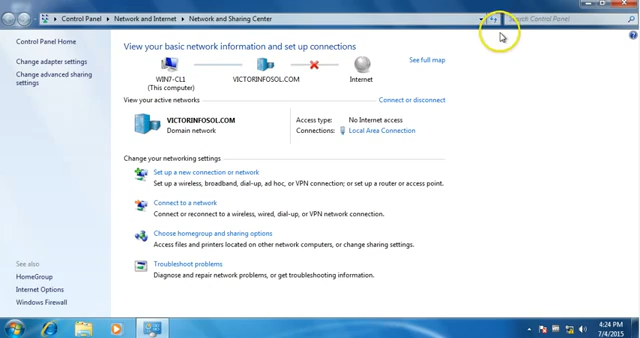 Control Panel ▸ Network and Internet ▸ Network and Sharing Center
Search Control Panel
Control Panel Home
Change adapter settings
Change advanced sharing
settings
View your basic network information and set up connections
See full map
WIN7-CL1
(This computer)
VICTORINFOSOL.COM
Internet
View your active networks
Connect or disconnect
VICTORINFOSOL.COM
Domain network
Access type: No Internet access
Connections: Local Area Connection
Change your networking settings
Set up a new connection or network
Set up a wireless, broadband, dial-up, ad hoc, or VPN connection; or set up a router or access point.
Connect to a network
Connect or reconnect to a wireless, wired, dial-up, or VPN network connection.
Choose homegroup and sharing options
Access files and printers located on other network computers, or change sharing settings.
Troubleshoot problems
Diagnose and repair network problems, or get troubleshooting information.
See also
HomeGroup
Internet Options
Windows Firewall
4:24 PM
7/4/2015